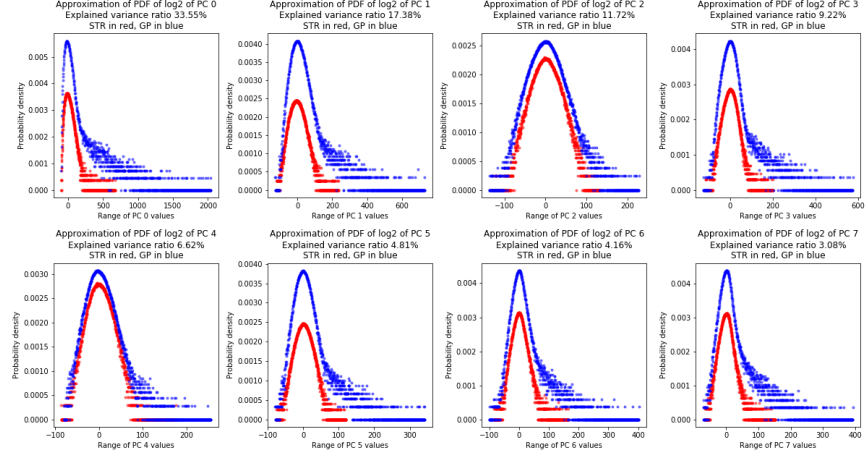 Approximation of PDF of log2 of PC 0
Explained variance ratio 33.55%
STR in red, GP in blue
Probability density
0.005
0.004
0.003
0.002
0.001
0.000
0 500 1000 1500 2000
Range of PC 0 values
Approximation of PDF of log2 of PC 1
Explained variance ratio 17.38%
STR in red, GP in blue
Probability density
0.0040
0.0035
0.0030
0.0025
0.0020
0.0015
0.0010
0.0005
0.0000
0 200 400 600
Range of PC 1 values
Approximation of PDF of log2 of PC 2
Explained variance ratio 11.72%
STR in red, GP in blue
Probability density
0.0025
0.0020
0.0015
0.0010
0.0005
0.0000
−100 0 100 200
Range of PC 2 values
Approximation of PDF of log2 of PC 3
Explained variance ratio 9.22%
STR in red, GP in blue
Probability density
0.004
0.003
0.002
0.001
0.000
0 200 400 600
Range of PC 3 values
Approximation of PDF of log2 of PC 4
Explained variance ratio 6.62%
STR in red, GP in blue
Probability density
0.0030
0.0025
0.0020
0.0015
0.0010
0.0005
0.0000
−100 0 100 200
Range of PC 4 values
Approximation of PDF of log2 of PC 5
Explained variance ratio 4.81%
STR in red, GP in blue
Probability density
0.0040
0.0035
0.0030
0.0025
0.0020
0.0015
0.0010
0.0005
0.0000
−100 0 100 200 300
Range of PC 5 values
Approximation of PDF of log2 of PC 6
Explained variance ratio 4.16%
STR in red, GP in blue
Probability density
0.004
0.003
0.002
0.001
0.000
−100 0 100 200 300 400
Range of PC 6 values
Approximation of PDF of log2 of PC 7
Explained variance ratio 3.08%
STR in red, GP in blue
Probability density
0.004
0.003
0.002
0.001
0.000
0 200 400
Range of PC 7 values